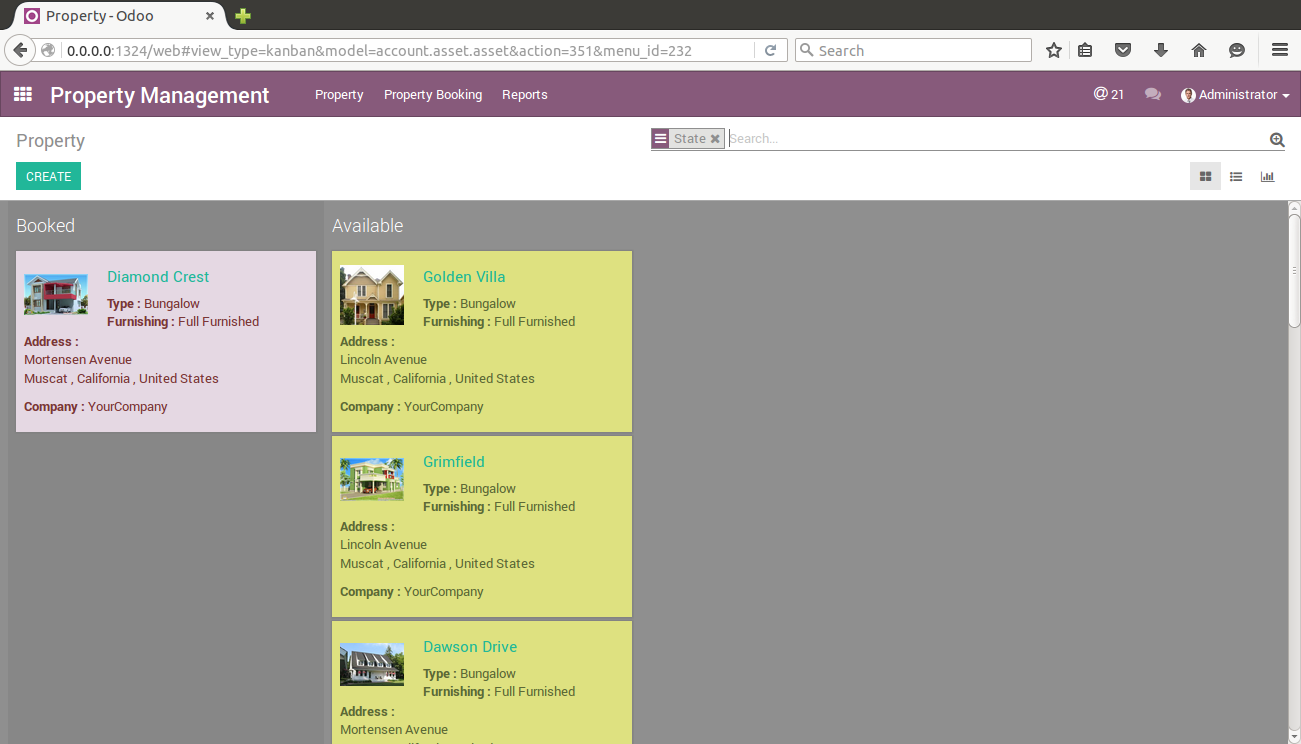 Property - Odoo
0.0.0.0:1324/web#view_type=kanban&model=account.asset.asset&action=351&menu_id=232
Search
Property Management
Property
Property Booking
Reports
@ 21
Administrator
Property
State
Search...
CREATE
Booked
Diamond Crest
Type : Bungalow
Furnishing : Full Furnished
Address :
Mortensen Avenue
Muscat , California , United States
Company : YourCompany
Available
Golden Villa
Type : Bungalow
Furnishing : Full Furnished
Address :
Lincoln Avenue
Muscat , California , United States
Company : YourCompany
Grimfield
Type : Bungalow
Furnishing : Full Furnished
Address :
Lincoln Avenue
Muscat , California , United States
Company : YourCompany
Dawson Drive
Type : Bungalow
Furnishing : Full Furnished
Address :
Mortensen Avenue